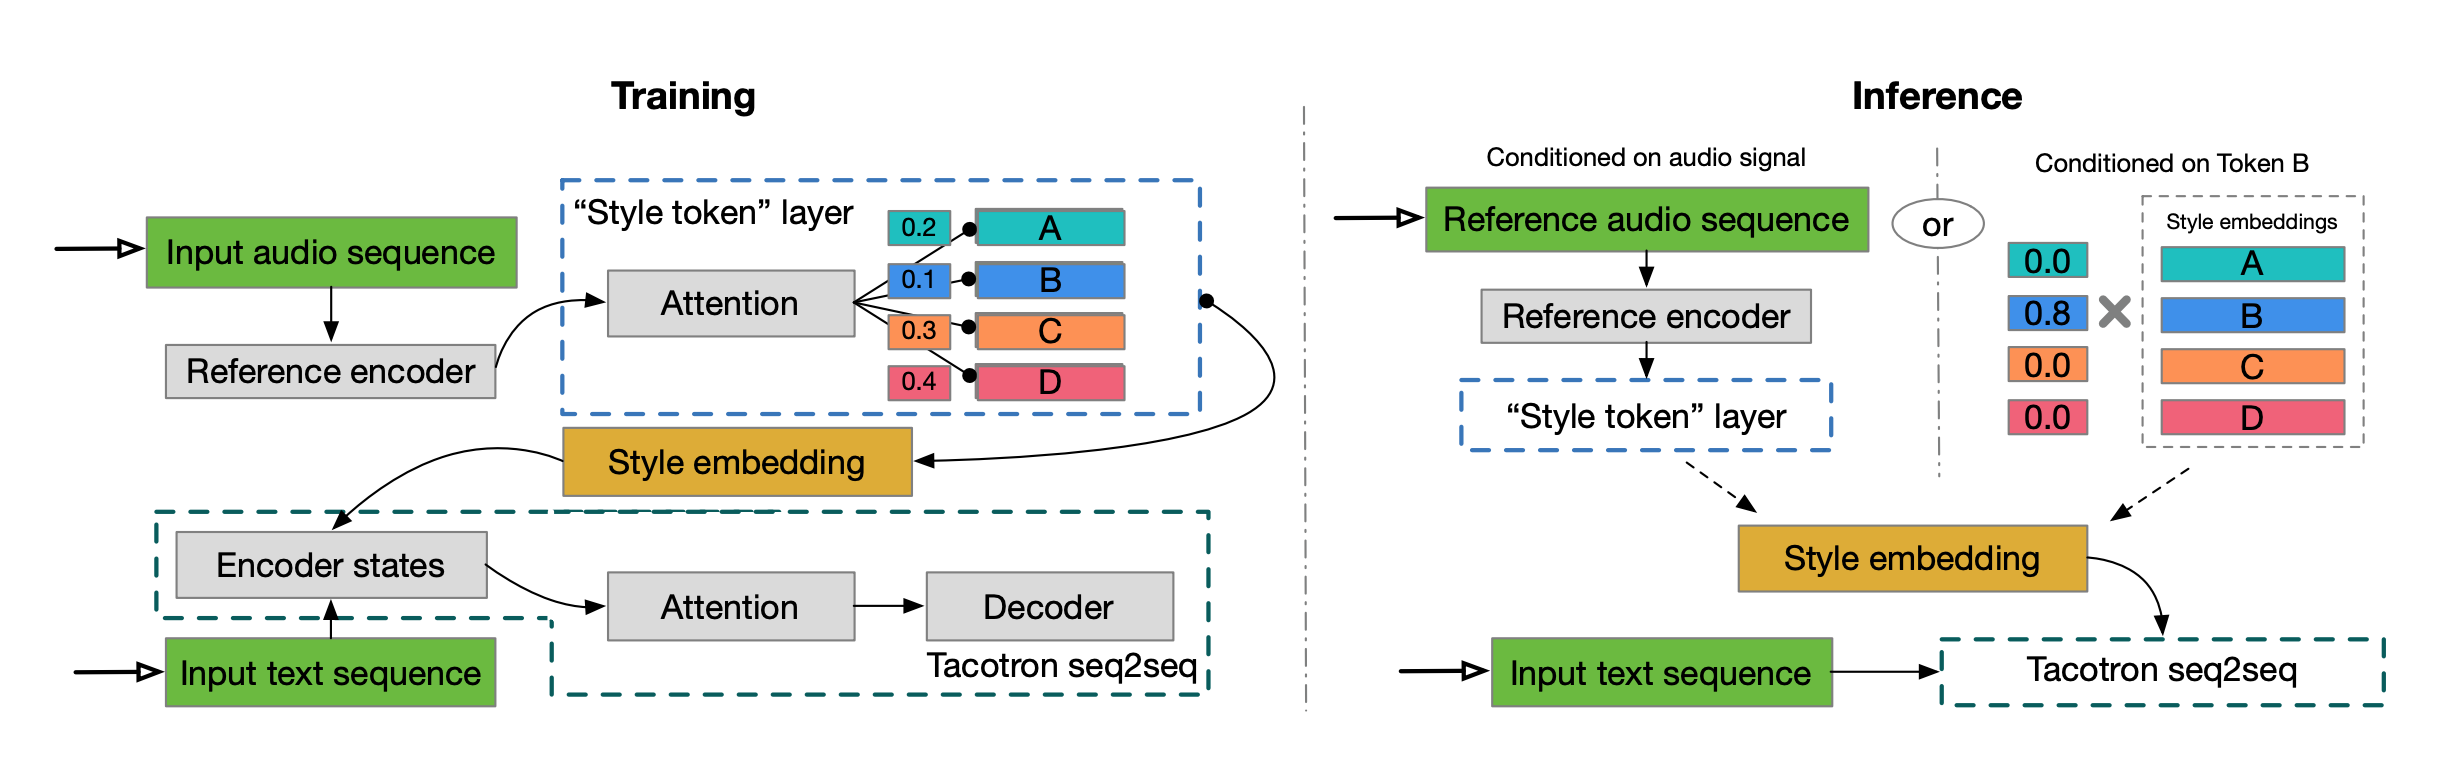 Training
Input audio sequence
Reference encoder
“Style token” layer
Attention
0.2 A
0.1 B
0.3 C
0.4 D
Style embedding
Encoder states
Attention
Decoder
Tacotron seq2seq
Input text sequence
Inference
Conditioned on audio signal
Reference audio sequence
Reference encoder
“Style token” layer
or
Conditioned on Token B
Style embeddings
0.0 A
0.8 B
0.0 C
0.0 D
Style embedding
Input text sequence
Tacotron seq2seq